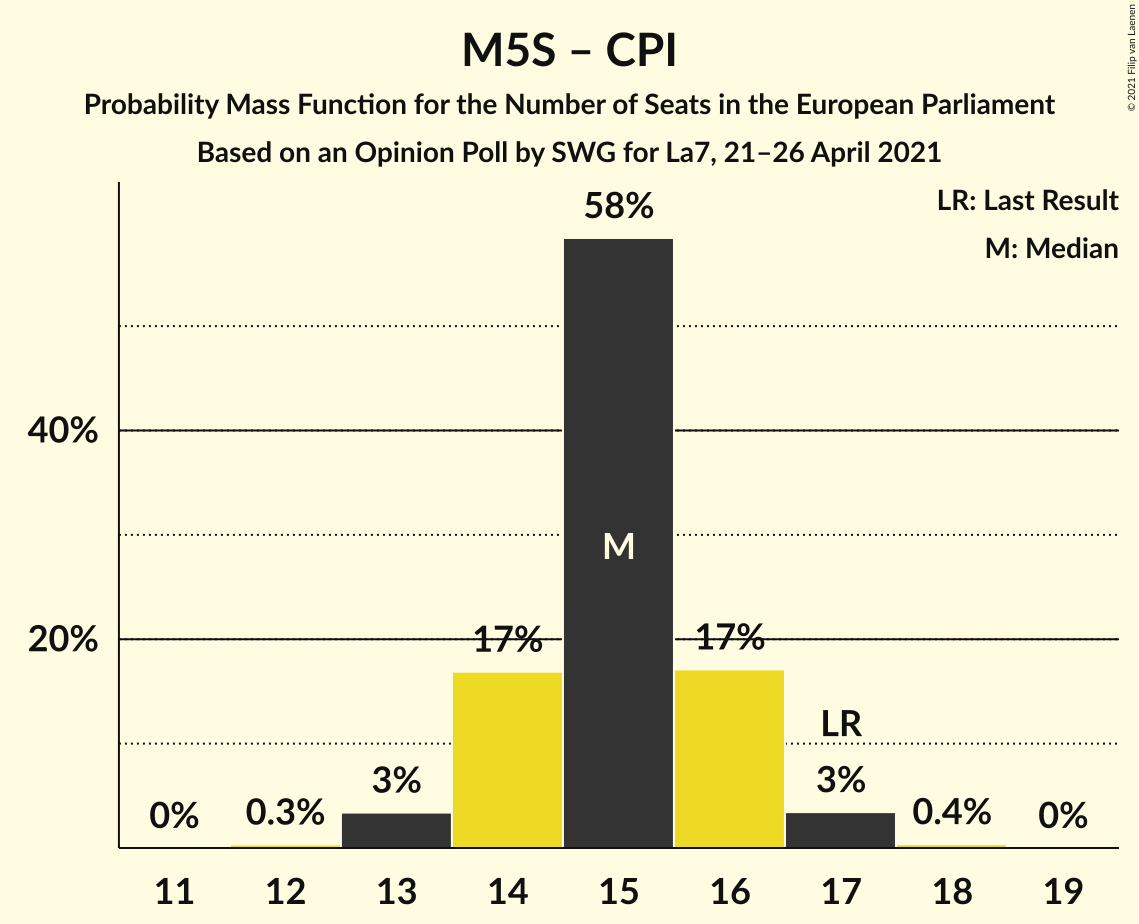 M5S – CPI
Probability Mass Function for the Number of Seats in the European Parliament
Based on an Opinion Poll by SWG for La7, 21–26 April 2021
© 2021 Filip van Laenen
LR: Last Result
M: Median
58%
40%
M
20%
17%
17%
LR
3%
3%
0%
0.3%
0.4%
0%
11 12 13 14 15 16 17 18 19